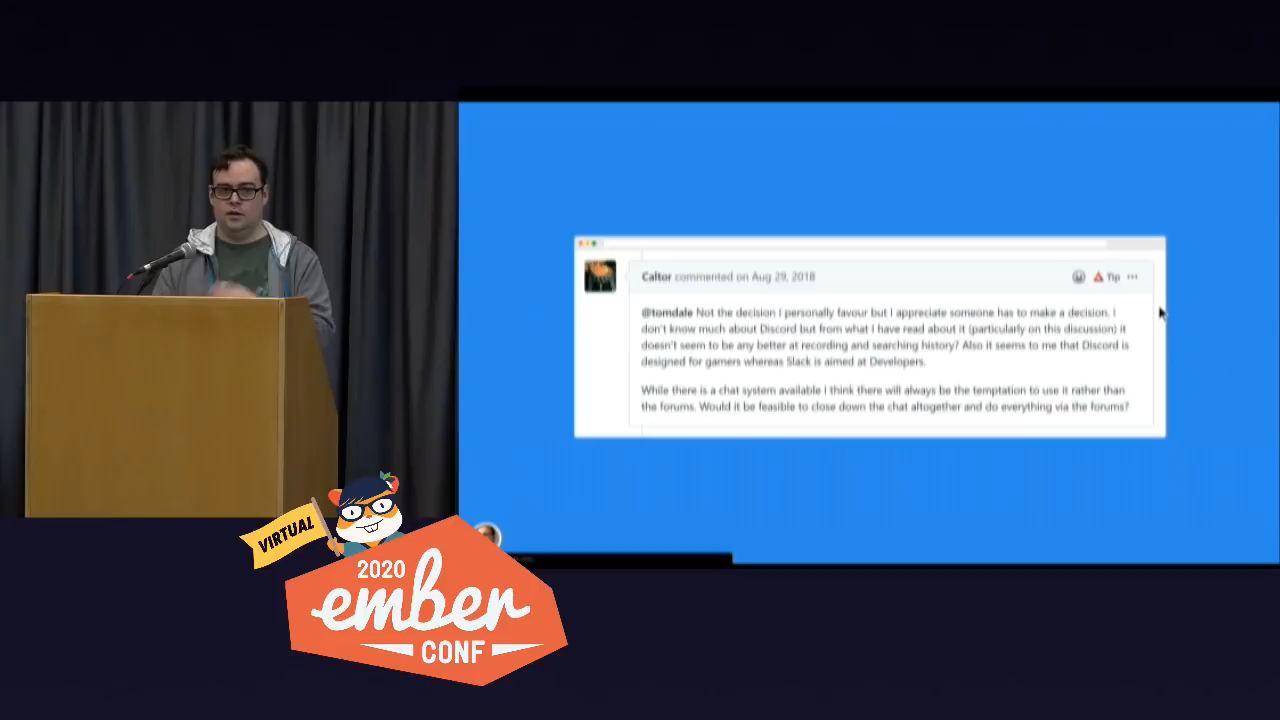 Caltor commented on Aug 29, 2018
Tip
@tomdale Not the decision I personally favour but I appreciate someone has to make a decision. I
don't know much about Discord but from what I have read about it (particularly on this discussion) it
doesn't seem to be any better at recording and searching history? Also it seems to me that Discord is
designed for gamers whereas Slack is aimed at Developers.
While there is a chat system available I think there will always be the temptation to use it rather than
the forums. Would it be feasible to close down the chat altogether and do everything via the forums?
VIRTUAL
2020
ember
CONF